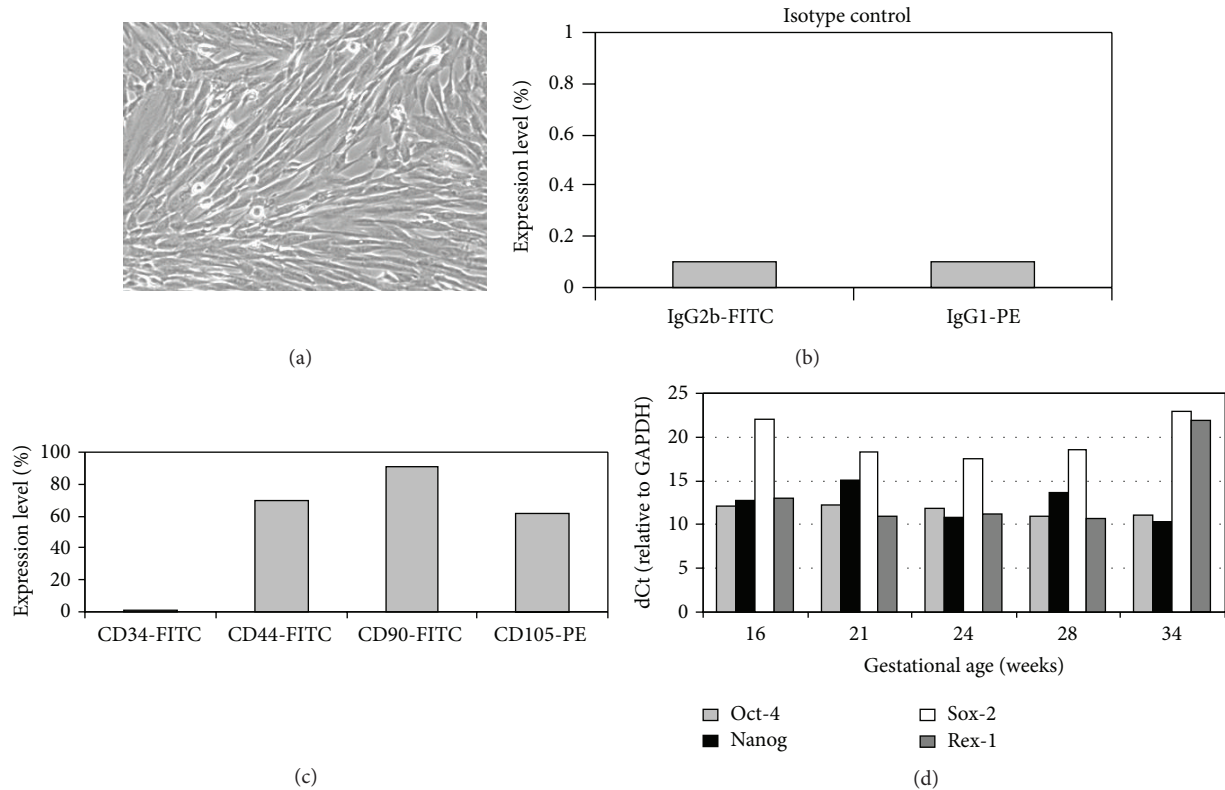 Isotype control
Expression level (%)
1
0.8
0.6
0.4
0.2
0
IgG2b-FITC IgG1-PE
(a)
(b)
Expression level (%)
100
80
60
40
20
0
CD34-FITC CD44-FITC CD90-FITC CD105-PE
(c)
dCt (relative to GAPDH)
25
20
15
10
5
0
16 21 24 28 34
Gestational age (weeks)
Oct-4 Sox-2
Nanog Rex-1
(d)